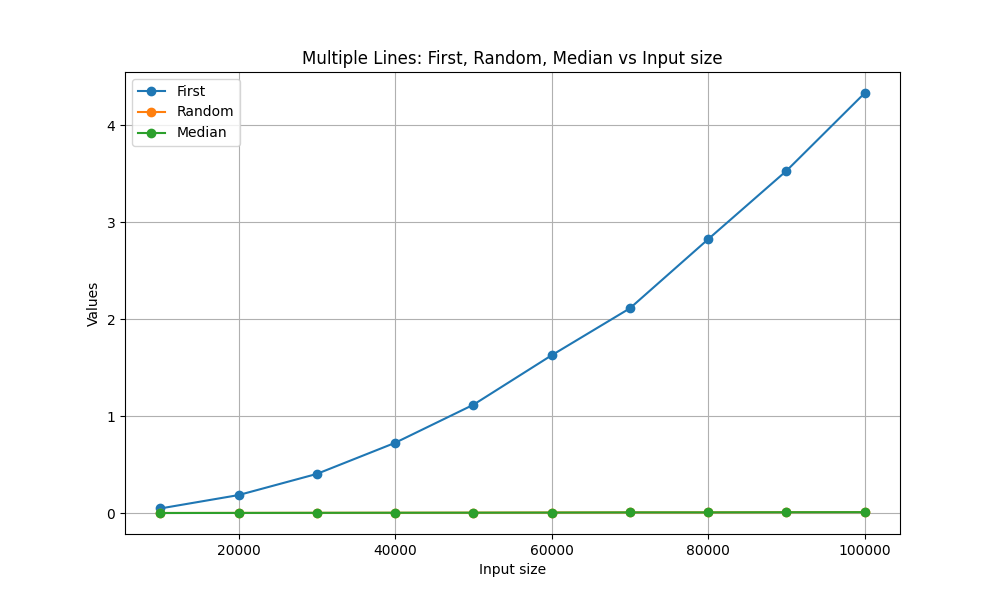 Multiple Lines: First, Random, Median vs Input size
First
Random
Median
Values
4
3
2
1
0
20000 40000 60000 80000 100000
Input size